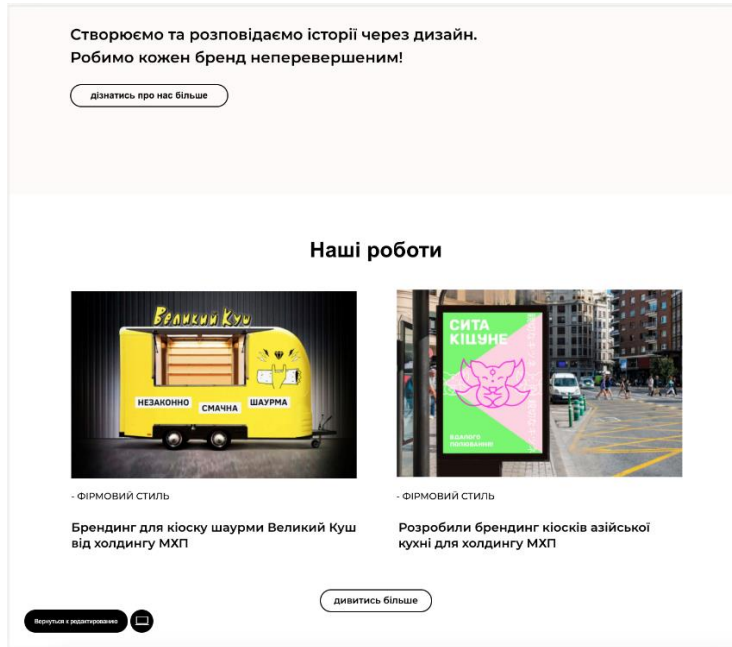 Створюємо та розповідаємо історії через дизайн.
Робимо кожен бренд неперевершеним!
дізнатись про нас більше
Наші роботи
Великий Куш
НЕЗАКОННО СМАЧНА ШАУРМА
СИТА
КІЦУНЕ
ВДАЛОГО
ПОЛЮВАННЯ!
- ФІРМОВИЙ СТИЛЬ
Брендинг для кіоску шаурми Великий Куш
від холдингу МХП
- ФІРМОВИЙ СТИЛЬ
Розробили брендинг кіосків азійської
кухні для холдингу МХП
дивитись більше
Вернуться к редактированию